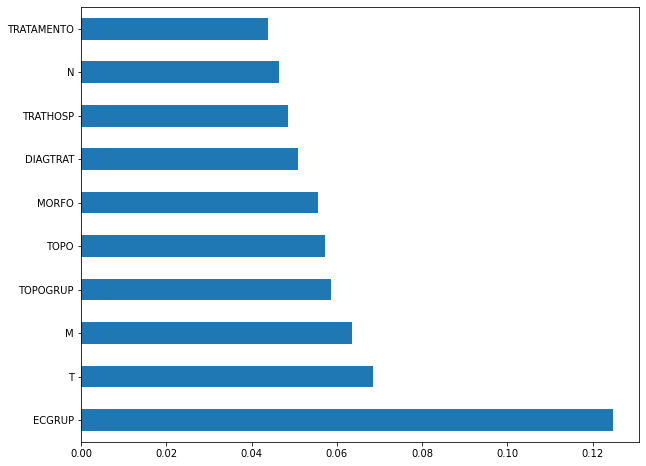 TRATAMENTO
N
TRATHOSP
DIAGTRAT
MORFO
TOPO
TOPOGRUP
M
T
ECGRUP
0.00 0.02 0.04 0.06 0.08 0.10 0.12